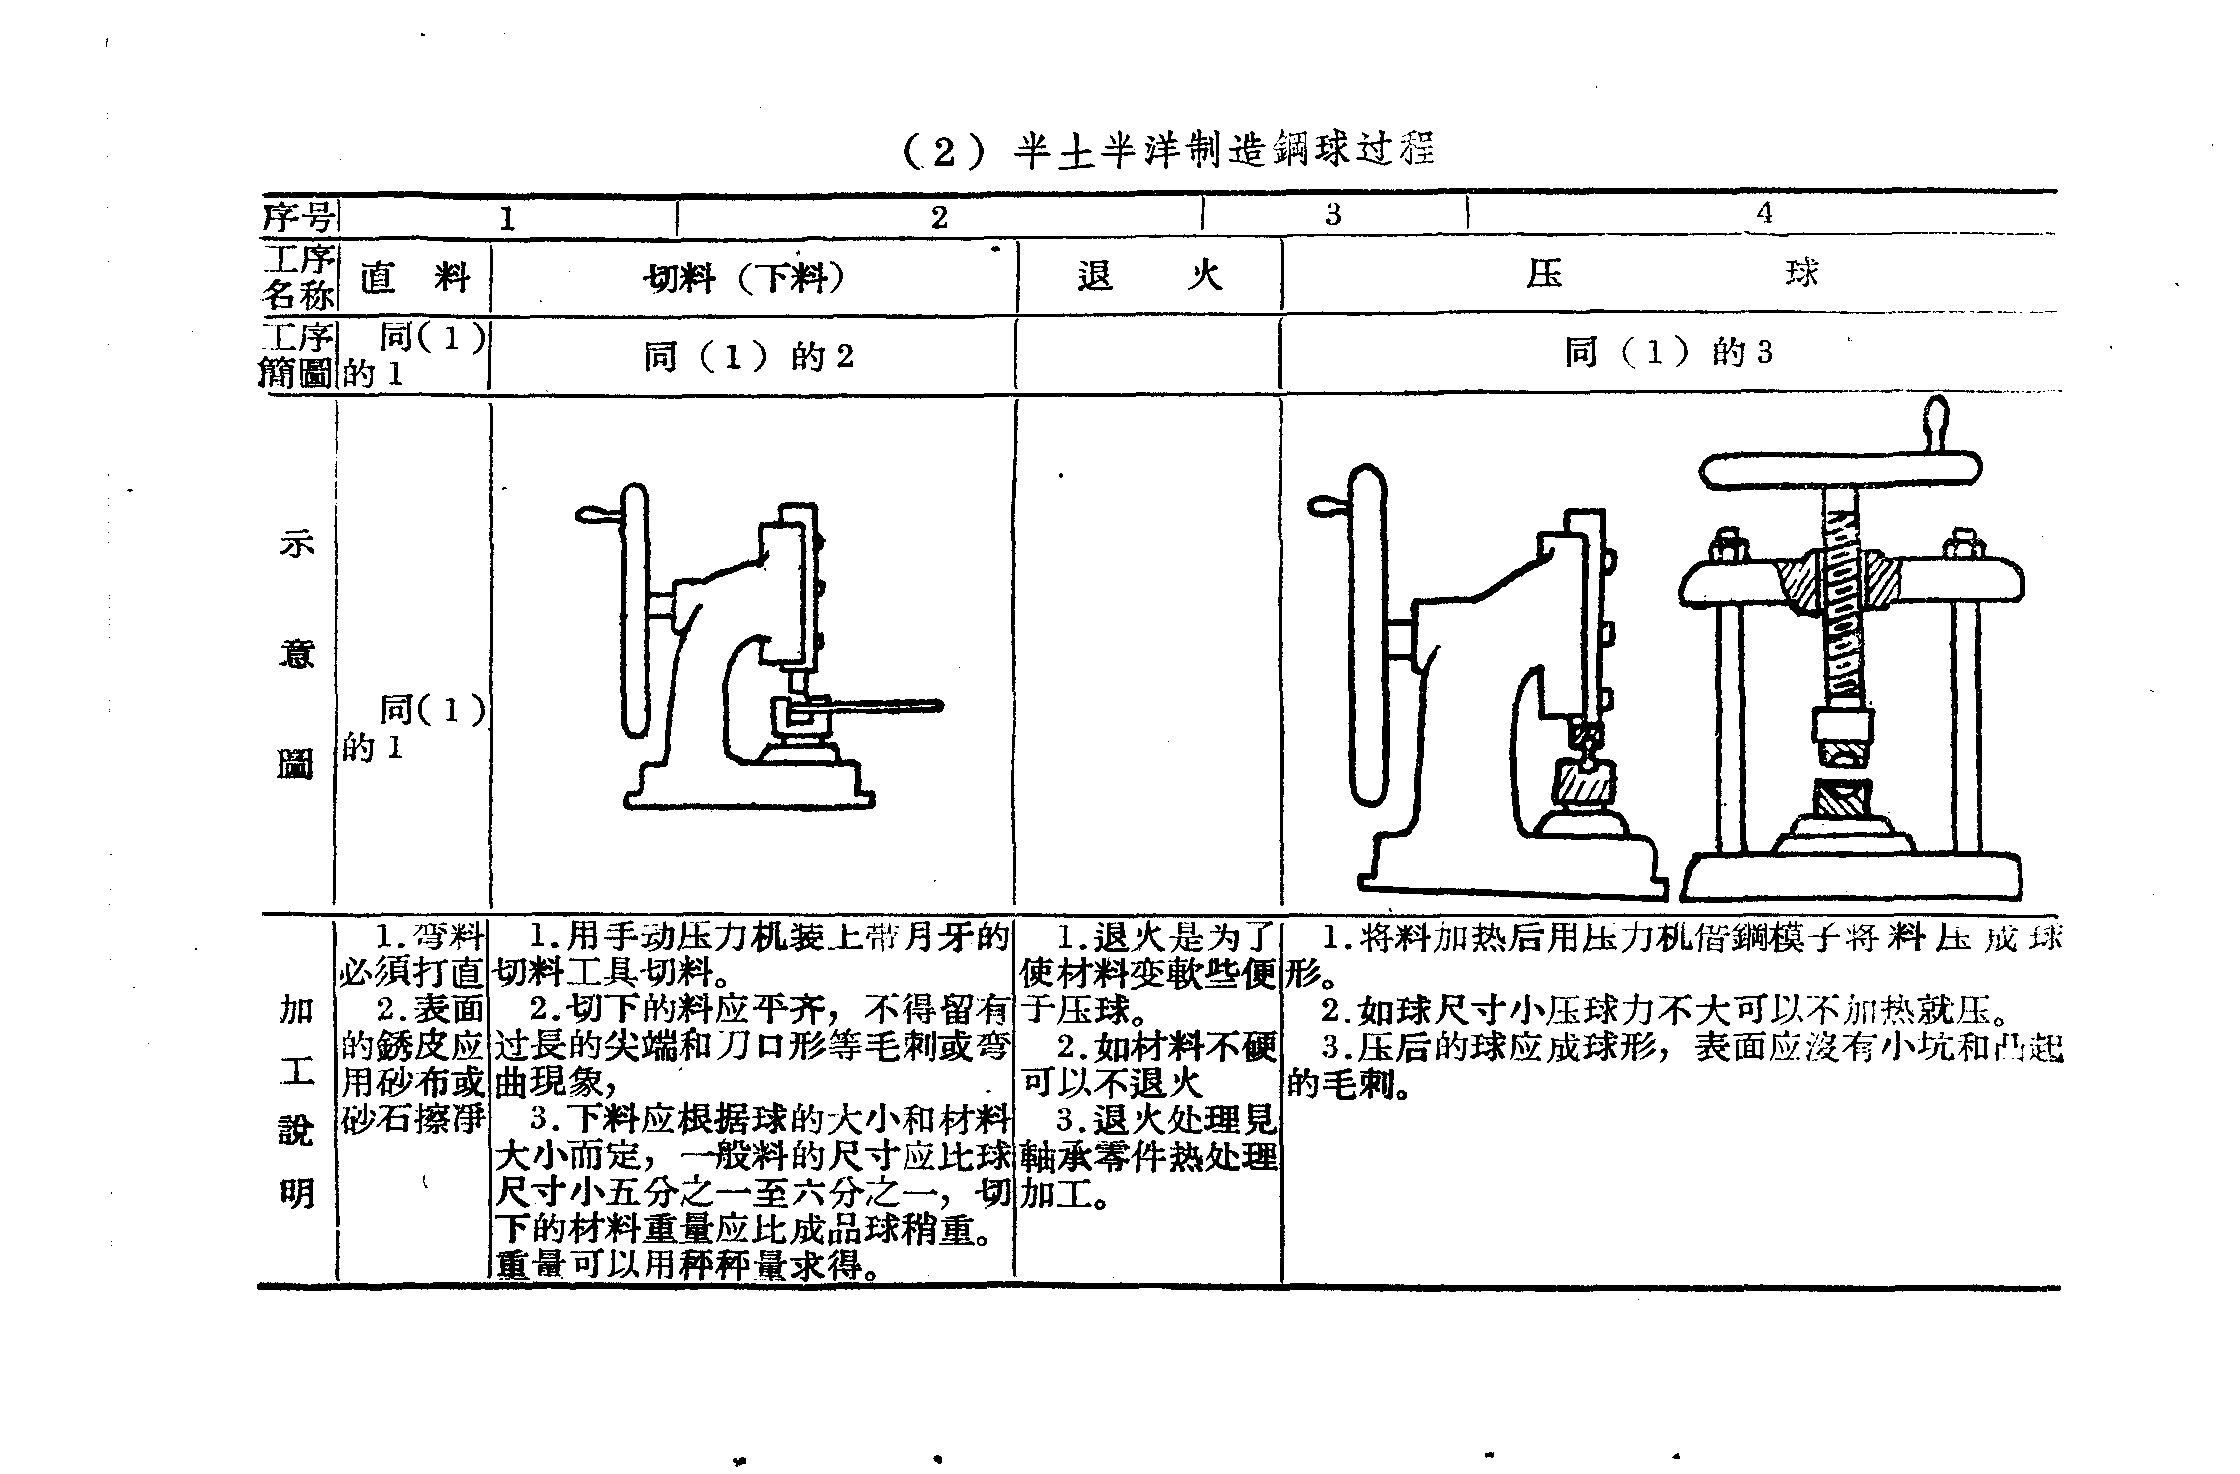 （2）半土半洋制造鋼球过程
序号 1 2 3 4
工序名称 直　料 切料（下料） 退　火 压　球
工序簡圖 同(1)的1 同（1）的2 同（1）的3
示意圖 同(1)的1
加工說明
1.弯料
必須打直
2.表面
的銹皮应
用砂布或
砂石擦凈
1.用手动压力机装上带月牙的
切料工具切料。
2.切下的料应平齐，不得留有
过長的尖端和刀口形等毛刺或弯
曲現象，
3.下料应根据球的大小和材料
大小而定，一般料的尺寸应比球
尺寸小五分之一至六分之一，切
下的材料重量应比成品球稍重。
重量可以用秤秤量求得。
1.退火是为了
使材料变軟些便
于压球。
2.如材料不硬
可以不退火
3.退火处理見
軸承零件热处理
加工。
1.将料加热后用压力机借鋼模子将料压成球
形。
2.如球尺寸小压球力不大可以不加热就压。
3.压后的球应成球形，表面应沒有小坑和凸起
的毛刺。